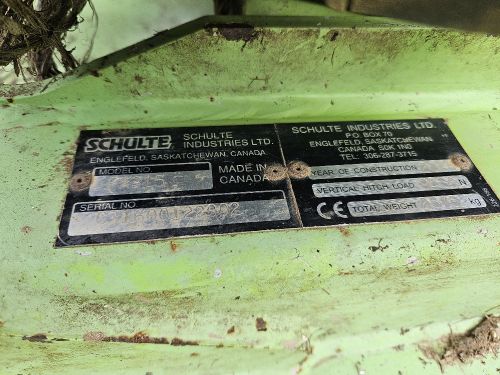 SCHULTE
SCHULTE
INDUSTRIES LTD.
ENGLEFELD, SASKATCHEWAN, CANADA.
MODEL NO.
MADE IN
CANADA
SERIAL NO.
SCHULTE INDUSTRIES LTD.
P.O. BOX 70
ENGLEFELD, SASKATCHEWAN
CANADA S0K 1N0
TEL: 306-287-3715
YEAR OF CONSTRUCTION
VERTICAL HITCH LOAD N
CE TOTAL WEIGHT kg